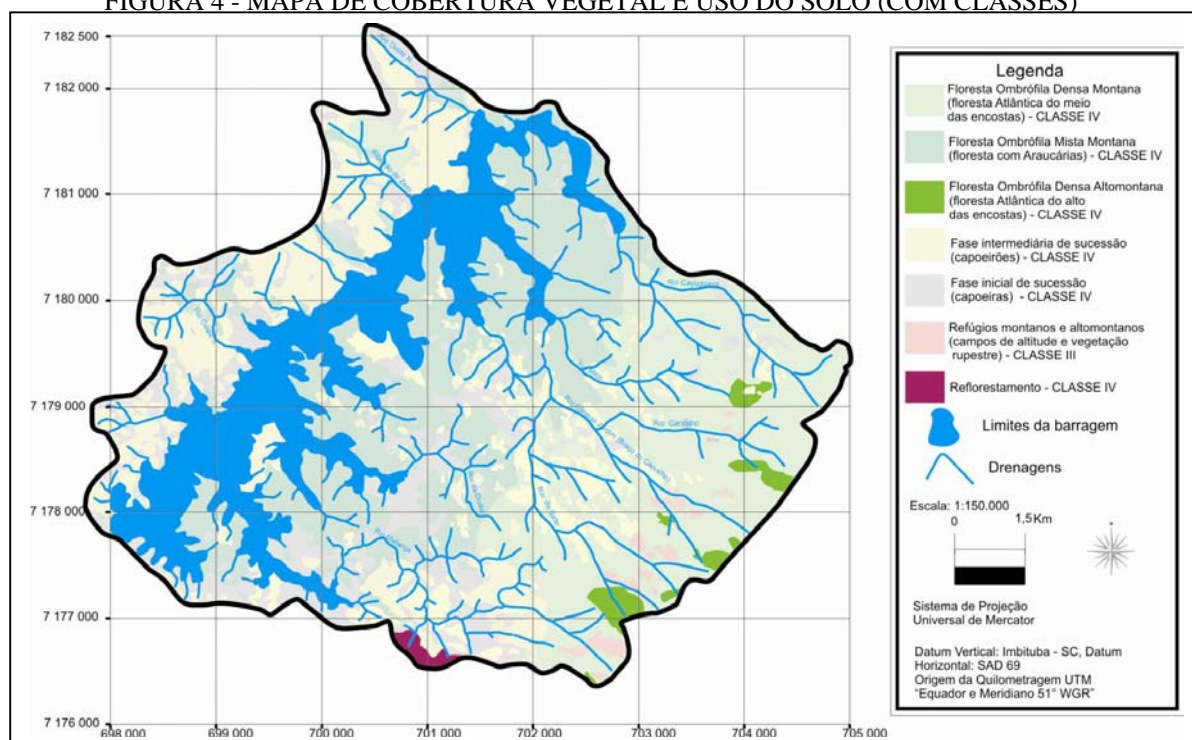 FIGURA 4 - MAPA DE COBERTURA VEGETAL E USO DO SOLO (COM CLASSES)
7 182 500
7 182 000
7 181 000
7 180 000
7 179 000
7 178 000
7 177 000
7 176 000
698 000
699 000
700 000
701 000
702 000
703 000
704 000
705 000
Legenda
Floresta Ombrófila Densa Montana
(floresta Atlântica do meio
das encostas) - CLASSE IV
Floresta Ombrófila Mista Montana
(floresta com Araucárias) - CLASSE IV
Floresta Ombrófila Densa Altomontana
(floresta Atlântica do alto
das encostas) - CLASSE IV
Fase intermediária de sucessão
(capoeirões) - CLASSE IV
Fase inicial de sucessão
(capoeiras) - CLASSE IV
Refúgios montanos e altomontanos
(campos de altitude e vegetação
rupestre) - CLASSE III
Reflorestamento - CLASSE IV
Limites da barragem
Drenagens
Escala: 1:150.000
0
1,5 Km
Sistema de Projeção
Universal de Mercator
Datum Vertical: Imbituba - SC, Datum
Horizontal: SAD 69
Origem da Quilometragem UTM
"Equador e Meridiano 51° WGR"